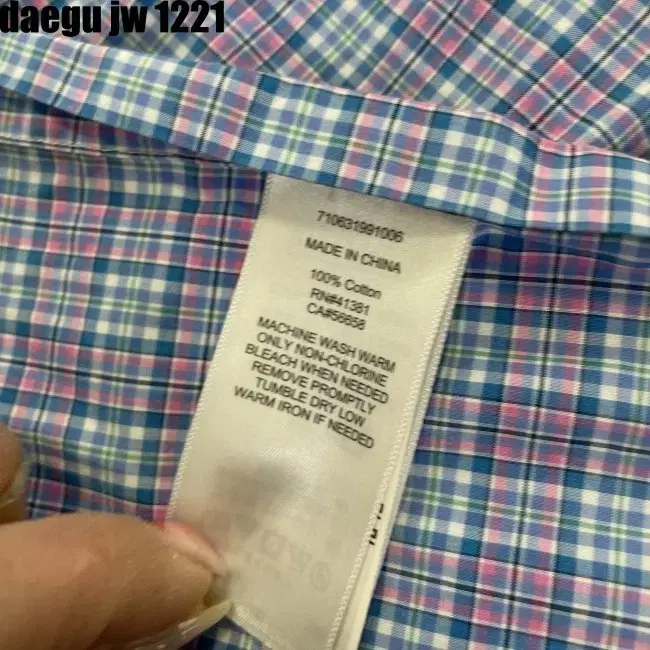 daegu jw 1221
710631991006
MADE IN CHINA
100% Cotton
RN#41381
CA#56658
MACHINE WASH WARM
ONLY NON-CHLORINE
BLEACH WHEN NEEDED
REMOVE PROMPTLY
TUMBLE DRY LOW
WARM IRON IF NEEDED